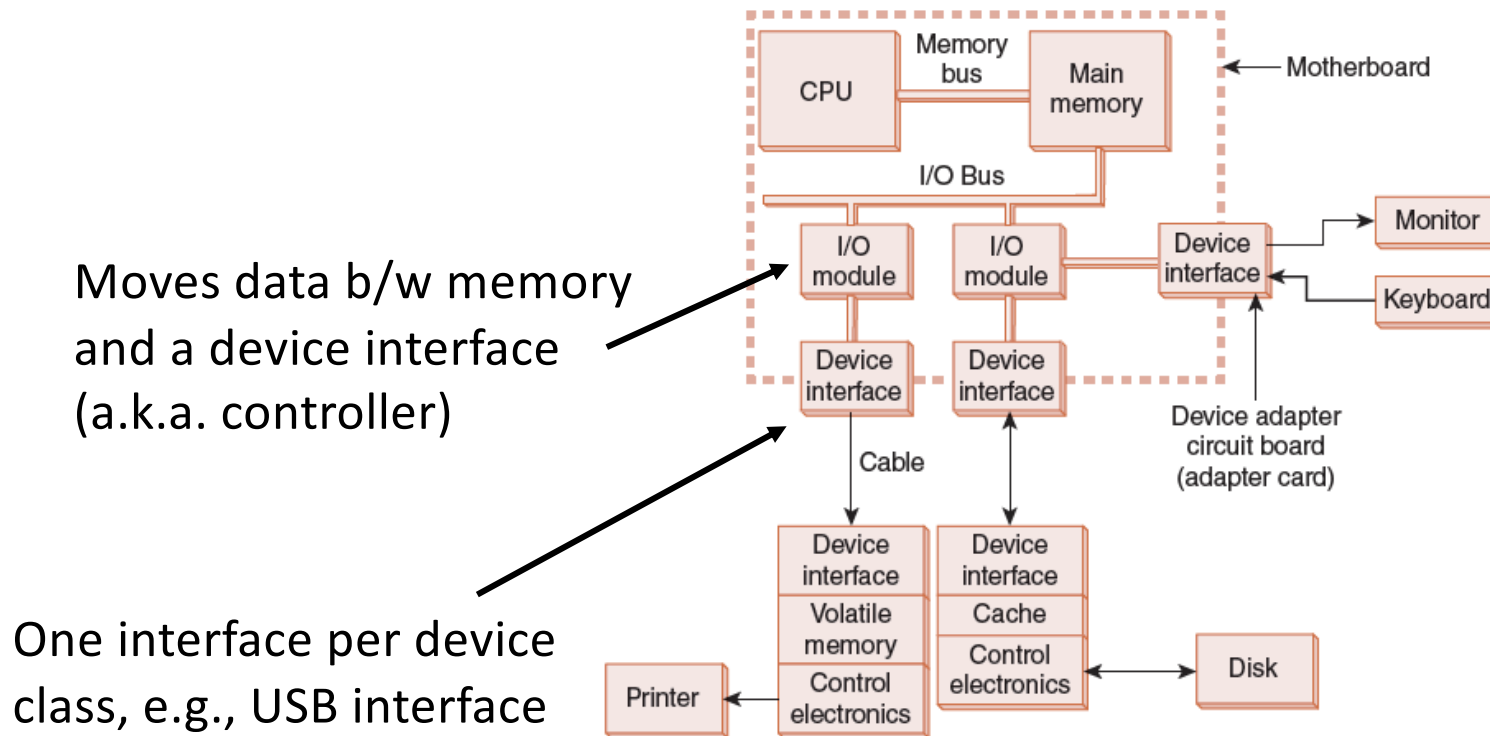 Memory
bus
CPU
Main
memory
Motherboard
I/O Bus
I/O
module
I/O
module
Device
interface
Monitor
Keyboard
Moves data b/w memory
and a device interface
(a.k.a. controller)
Device
interface
Device
interface
Device adapter
circuit board
(adapter card)
Cable
Device
interface
Volatile
memory
Control
electronics
Device
interface
Cache
Control
electronics
Printer
Disk
One interface per device
class, e.g., USB interface